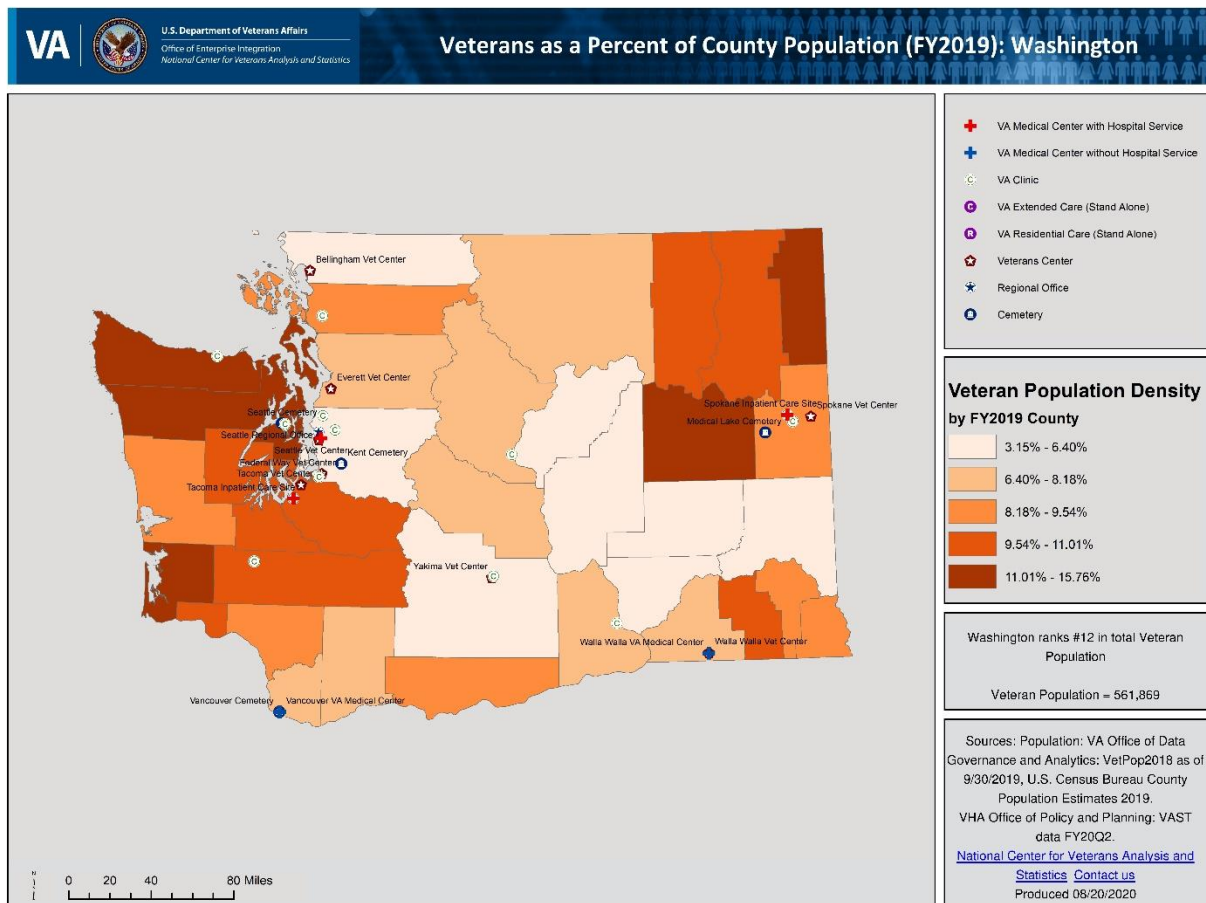 VA
U.S. Department of Veterans Affairs
Office of Enterprise Integration
National Center for Veterans Analysis and Statistics
Veterans as a Percent of County Population (FY2019): Washington
VA Medical Center with Hospital Service
VA Medical Center without Hospital Service
C VA Clinic
C VA Extended Care (Stand Alone)
R VA Residential Care (Stand Alone)
Veterans Center
Regional Office
Cemetery
Bellingham Vet Center
C
Everett Vet Center
C
Seattle Cemetery
C
C
C
Seattle Regional Office
Seattle Vet Center
Kent Cemetery
Federal Way Vet Center
Tacoma Vet Center
C
Tacoma Inpatient Care Site
C
C
Spokane Inpatient Care Site
Spokane Vet Center
Medical Lake Cemetery
C
Yakima Vet Center
C
C
Walla Walla VA Medical Center
Walla Walla Vet Center
Vancouver Cemetery
Vancouver VA Medical Center
Veteran Population Density
by FY2019 County
3.15% - 6.40%
6.40% - 8.18%
8.18% - 9.54%
9.54% - 11.01%
11.01% - 15.76%
Washington ranks #12 in total Veteran
Population
Veteran Population = 561,869
Sources: Population: VA Office of Data
Governance and Analytics: VetPop2018 as of
9/30/2019, U.S. Census Bureau County
Population Estimates 2019.
VHA Office of Policy and Planning: VAST
data FY20Q2.
National Center for Veterans Analysis and
Statistics Contact us
Produced 08/20/2020
N
0 20 40 80 Miles